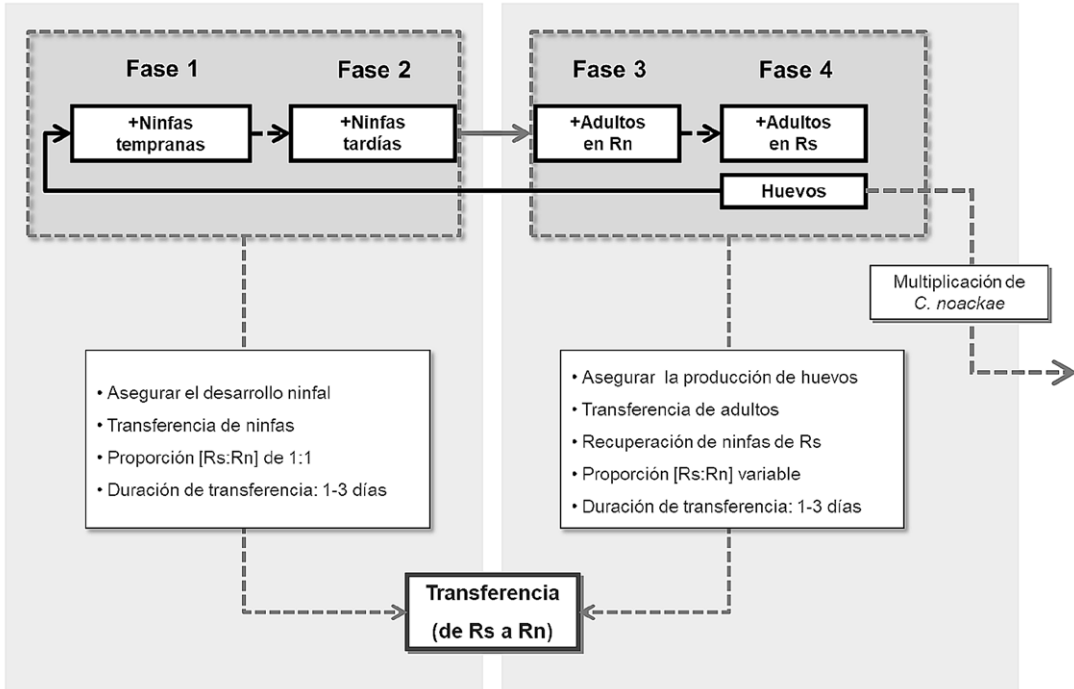 Fase 1
Fase 2
Fase 3
Fase 4
+Ninfas
tempranas
+Ninfas
tardías
+Adultos
en Rn
+Adultos
en Rs
Huevos
Multiplicación de
C. noackae
• Asegurar el desarrollo ninfal
• Transferencia de ninfas
• Proporción [Rs:Rn] de 1:1
• Duración de transferencia: 1-3 días
• Asegurar la producción de huevos
• Transferencia de adultos
• Recuperación de ninfas de Rs
• Proporción [Rs:Rn] variable
• Duración de transferencia: 1-3 días
Transferencia
(de Rs a Rn)